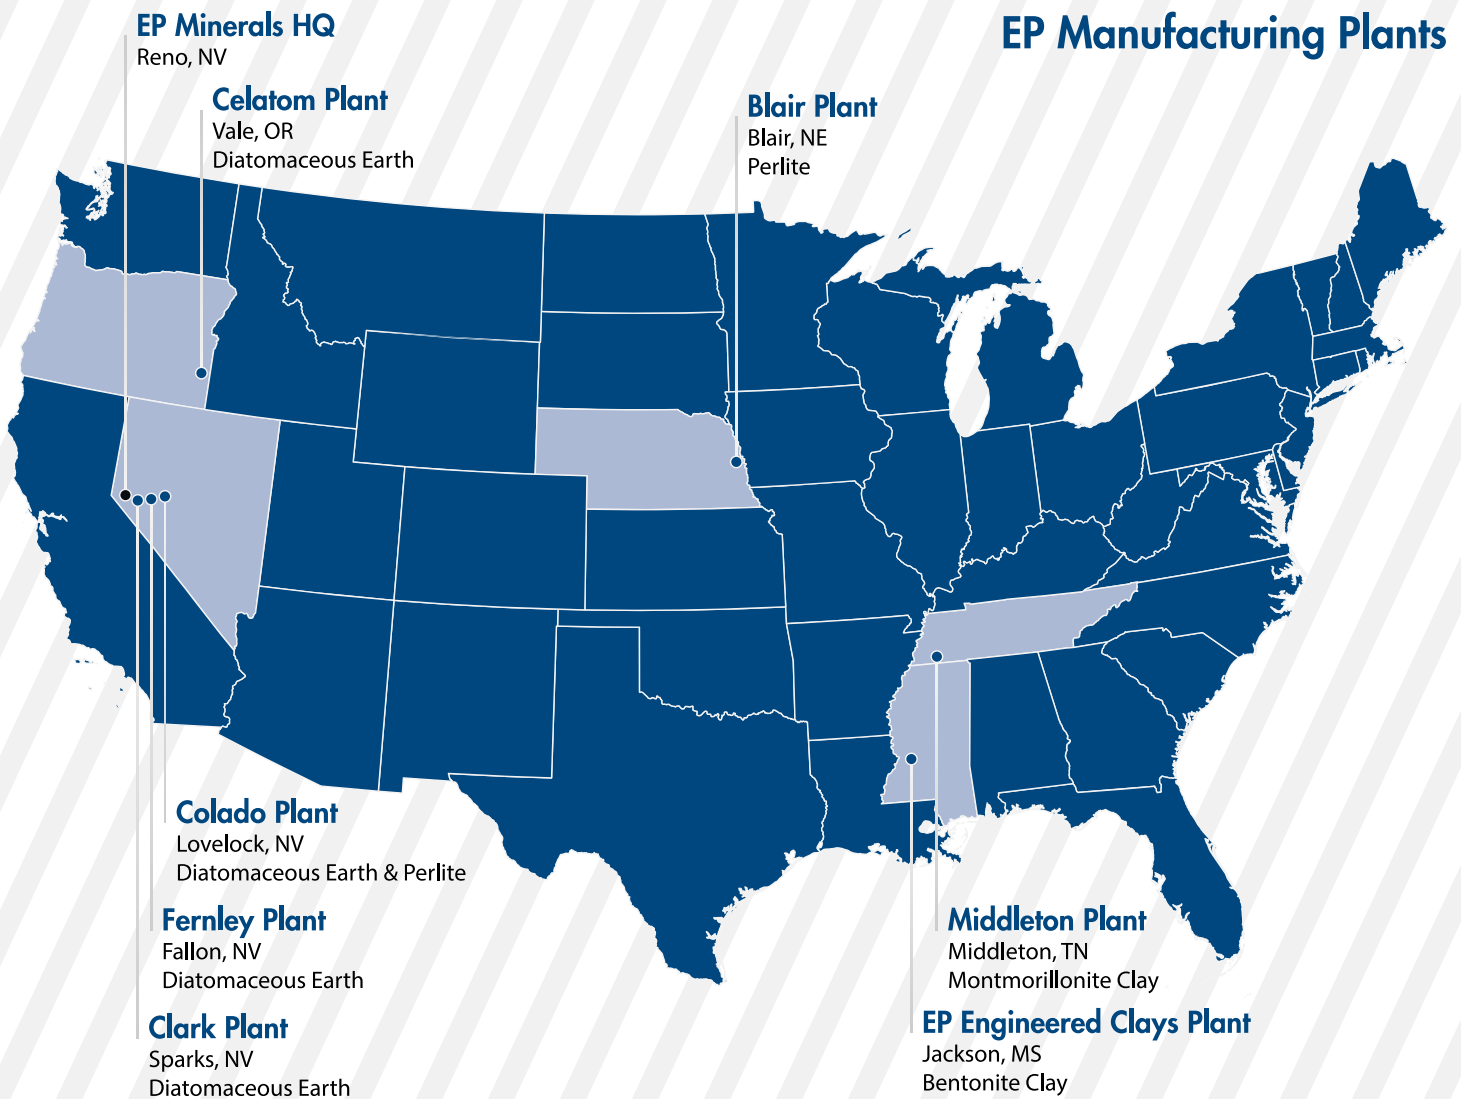 EP Manufacturing Plants
EP Minerals HQ
Reno, NV
Celatom Plant
Vale, OR
Diatomaceous Earth
Blair Plant
Blair, NE
Perlite
Colado Plant
Lovelock, NV
Diatomaceous Earth & Perlite
Fernley Plant
Fallon, NV
Diatomaceous Earth
Clark Plant
Sparks, NV
Diatomaceous Earth
Middleton Plant
Middleton, TN
Montmorillonite Clay
EP Engineered Clays Plant
Jackson, MS
Bentonite Clay